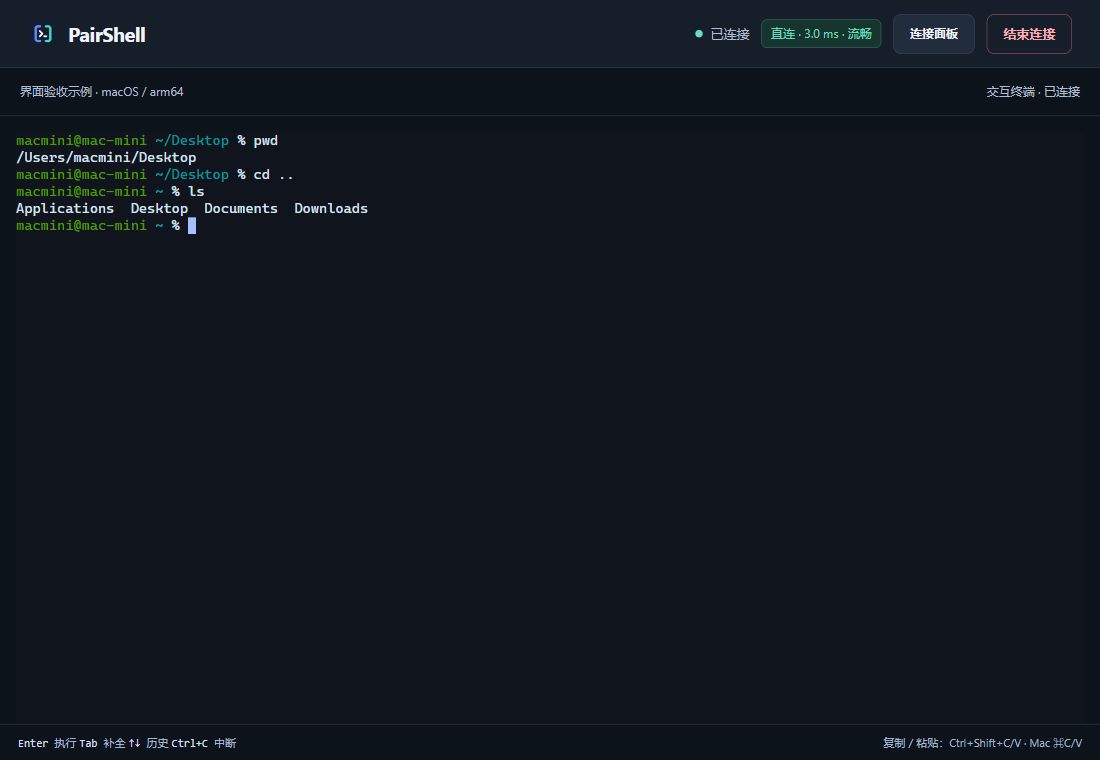 PairShell
已连接
直连 · 3.0 ms · 流畅
连接面板
结束连接
界面验收示例 · macOS / arm64
交互终端 · 已连接
macmini@mac-mini ~/Desktop % pwd
/Users/macmini/Desktop
macmini@mac-mini ~/Desktop % cd ..
macmini@mac-mini ~ % ls
Applications  Desktop  Documents  Downloads
macmini@mac-mini ~ %
Enter 执行 Tab 补全 ↑↓ 历史 Ctrl+C 中断
复制 / 粘贴：Ctrl+Shift+C/V · Mac ⌘C/V